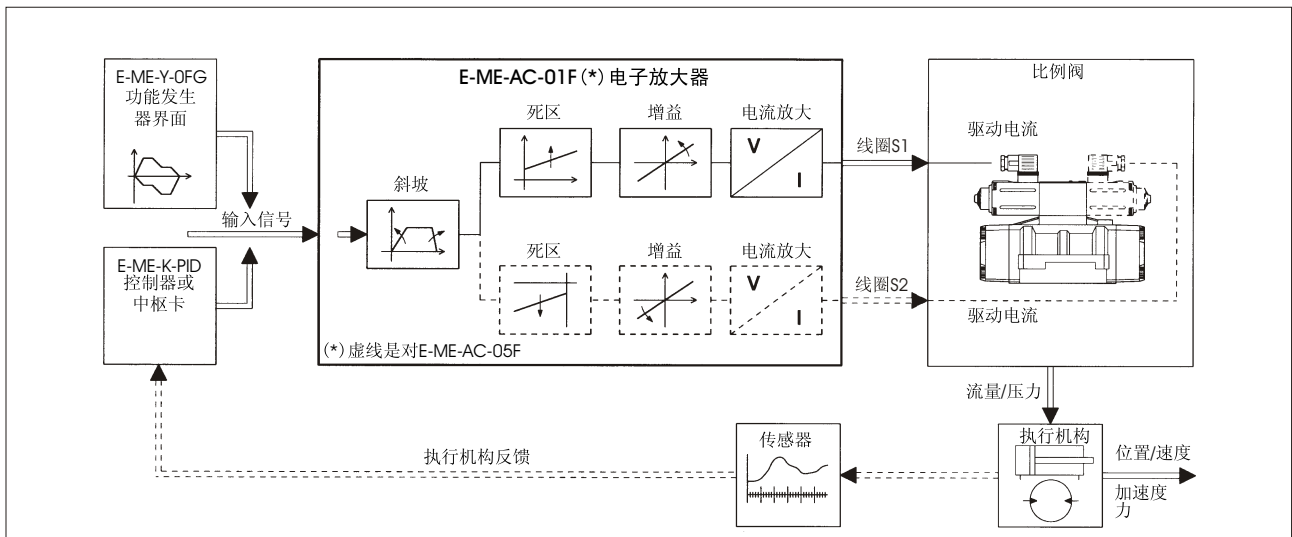 E-ME-Y-0FG
功能发生
器界面
E-ME-AC-01F(*)电子放大器
比例阀
死区
增益
电流放大
V
I
线圈S1
驱动电流
斜坡
输入信号
E-ME-K-PID
控制器或
中枢卡
死区
增益
电流放大
V
I
线圈S2
驱动电流
(*)虚线是对E-ME-AC-05F
流量/压力
执行机构反馈
传感器
执行机构
位置/速度
加速度
力